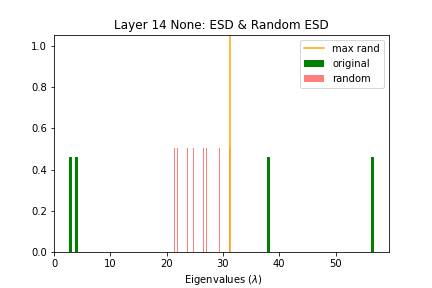 Layer 14 None: ESD & Random ESD
max rand
original
random
1.0
0.8
0.6
0.4
0.2
0.0
0 10 20 30 40 50
Eigenvalues (λ)